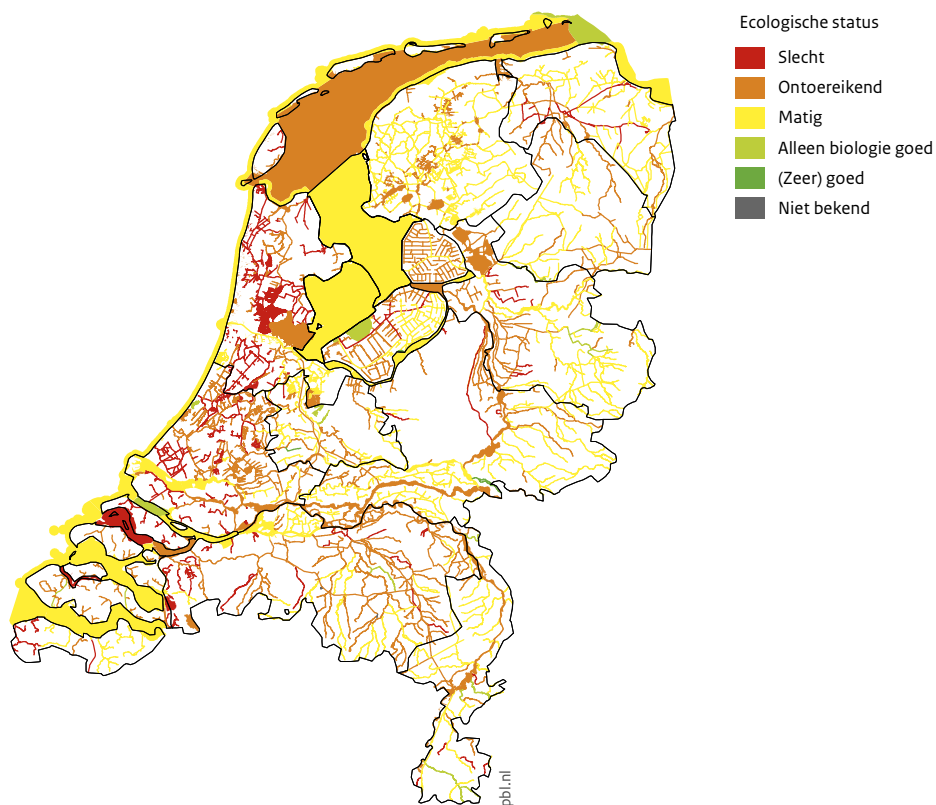 Ecologische status
Slecht
Ontoereikend
Matig
Alleen biologie goed
(Zeer) goed
Niet bekend
pbl.nl